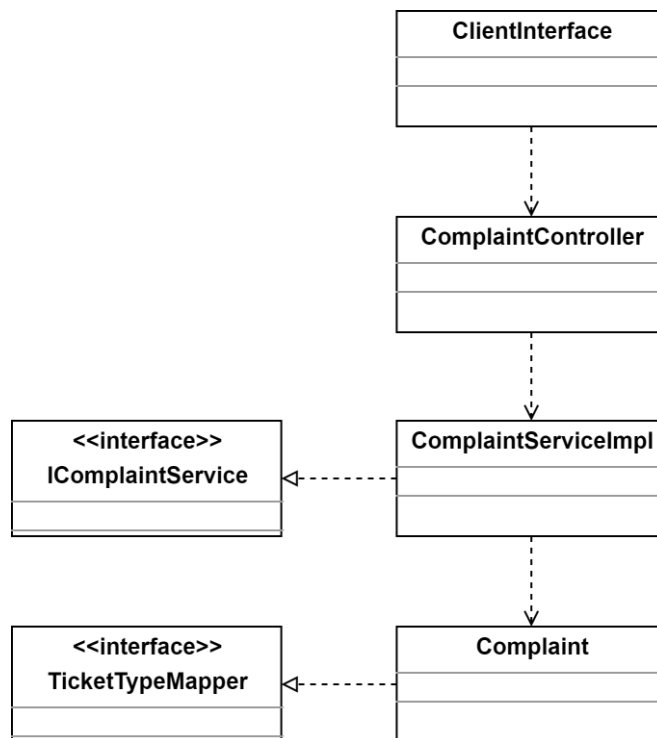 ClientInterface
ComplaintController
<<interface>>
IComplaintService
ComplaintServiceImpl
<<interface>>
TicketTypeMapper
Complaint